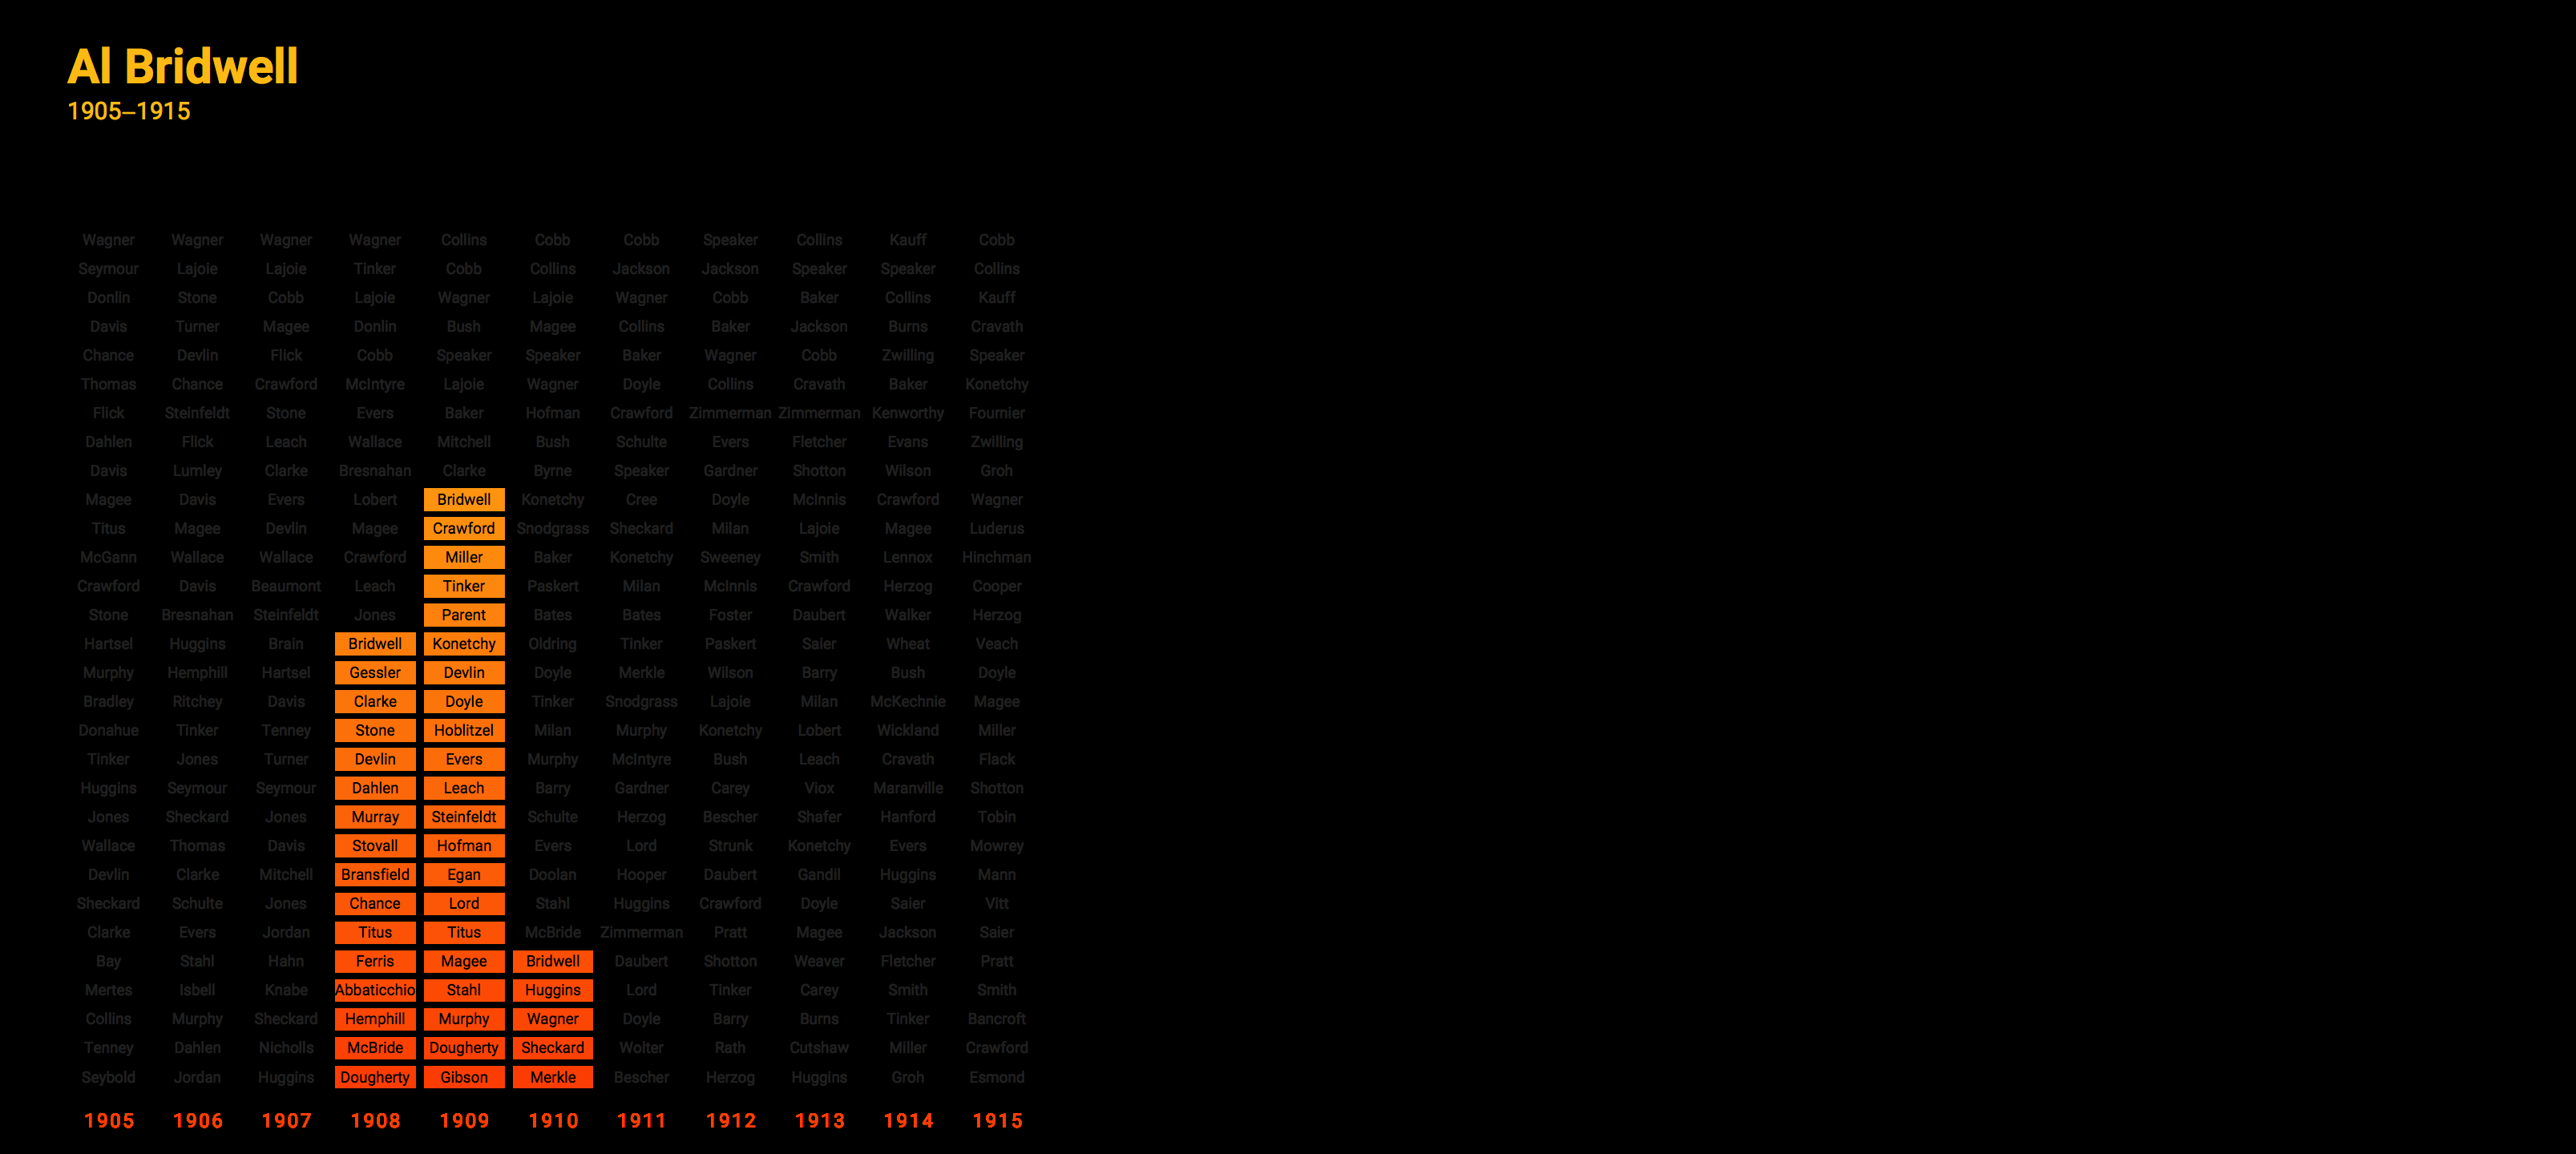 Al Bridwell
1905–1915
Wagner Wagner Wagner Wagner Collins Cobb Cobb Speaker Collins Kauff Cobb
Seymour Lajoie Lajoie Tinker Cobb Collins Jackson Jackson Speaker Speaker Collins
Donlin Stone Cobb Lajoie Wagner Lajoie Wagner Cobb Baker Collins Kauff
Davis Turner Magee Donlin Bush Magee Collins Baker Jackson Burns Cravath
Chance Devlin Flick Cobb Speaker Speaker Baker Wagner Cobb Zwilling Speaker
Thomas Chance Crawford McIntyre Lajoie Wagner Doyle Collins Cravath Baker Konetchy
Flick Steinfeldt Stone Evers Baker Hofman Crawford Zimmerman Zimmerman Kenworthy Fournier
Dahlen Flick Leach Wallace Mitchell Bush Schulte Evers Fletcher Evans Zwilling
Davis Lumley Clarke Bresnahan Clarke Byrne Speaker Gardner Shotton Wilson Groh
Magee Davis Evers Lobert Bridwell Konetchy Cree Doyle McInnis Crawford Wagner
Titus Magee Devlin Magee Crawford Snodgrass Sheckard Milan Lajoie Magee Luderus
McGann Wallace Wallace Crawford Miller Baker Konetchy Sweeney Smith Lennox Hinchman
Crawford Davis Beaumont Leach Tinker Paskert Milan McInnis Crawford Herzog Cooper
Stone Bresnahan Steinfeldt Jones Parent Bates Bates Foster Daubert Walker Herzog
Hartsel Huggins Brain Bridwell Konetchy Oldring Tinker Paskert Saier Wheat Veach
Murphy Hemphill Hartsel Gessler Devlin Doyle Merkle Wilson Barry Bush Doyle
Bradley Ritchey Davis Clarke Doyle Tinker Snodgrass Lajoie Milan McKechnie Magee
Donahue Tinker Tenney Stone Hoblitzel Milan Murphy Konetchy Lobert Wickland Miller
Tinker Jones Turner Devlin Evers Murphy McIntyre Bush Leach Cravath Flack
Huggins Seymour Seymour Dahlen Leach Barry Gardner Carey Viox Maranville Shotton
Jones Sheckard Jones Murray Steinfeldt Schulte Herzog Bescher Shafer Hanford Tobin
Wallace Thomas Davis Stovall Hofman Evers Lord Strunk Konetchy Evers Mowrey
Devlin Clarke Mitchell Bransfield Egan Doolan Hooper Daubert Gandil Huggins Mann
Sheckard Schulte Jones Chance Lord Stahl Huggins Crawford Doyle Saier Vitt
Clarke Evers Jordan Titus Titus McBride Zimmerman Pratt Magee Jackson Saier
Bay Stahl Hahn Ferris Magee Bridwell Daubert Shotton Weaver Fletcher Pratt
Mertes Isbell Knabe Abbaticchio Stahl Huggins Lord Tinker Carey Smith Smith
Collins Murphy Sheckard Hemphill Murphy Wagner Doyle Barry Burns Tinker Bancroft
Tenney Dahlen Nicholls McBride Dougherty Sheckard Wolter Rath Cutshaw Miller Crawford
Seybold Jordan Huggins Dougherty Gibson Merkle Bescher Herzog Huggins Groh Esmond
1905 1906 1907 1908 1909 1910 1911 1912 1913 1914 1915